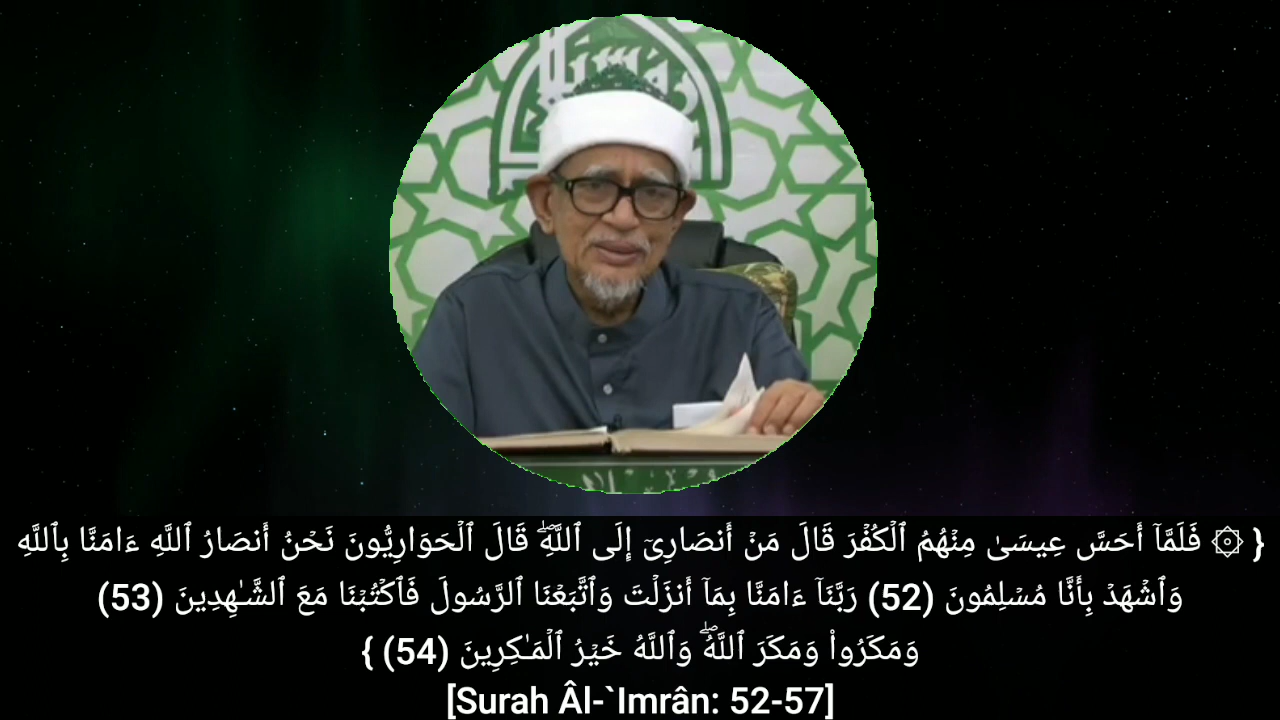 { ۞ فَلَمَّآ أَحَسَّ عِيسَىٰ مِنۡهُمُ ٱلۡكُفۡرَ قَالَ مَنۡ أَنصَارِيٓ إِلَى ٱللَّهِۖ قَالَ ٱلۡحَوَارِيُّونَ نَحۡنُ أَنصَارُ ٱللَّهِ ءَامَنَّا بِٱللَّهِ
وَٱشۡهَدۡ بِأَنَّا مُسۡلِمُونَ (52) رَبَّنَآ ءَامَنَّا بِمَآ أَنزَلۡتَ وَٱتَّبَعۡنَا ٱلرَّسُولَ فَٱكۡتُبۡنَا مَعَ ٱلشَّـٰهِدِينَ (53)
وَمَكَرُواْ وَمَكَرَ ٱللَّهُۖ وَٱللَّهُ خَيۡرُ ٱلۡمَـٰكِرِينَ (54) }
[Surah Âl-`Imrân: 52-57]